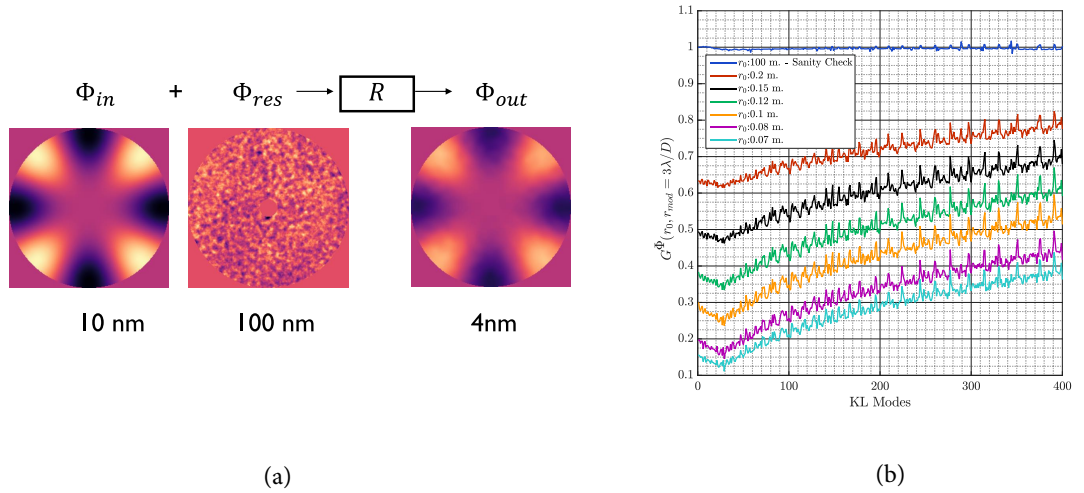 Φ_in + Φ_res R Φ_out
10 nm 100 nm 4nm
(a)
G^Φ(r_0, r_mod = 3λ/D)
1.1
1
0.9
0.8
0.7
0.6
0.5
0.4
0.3
0.2
0.1
r_0:100 m. - Sanity Check
r_0:0.2 m.
r_0:0.15 m.
r_0:0.12 m.
r_0:0.1 m.
r_0:0.08 m.
r_0:0.07 m.
0 100 200 300 400
KL Modes
(b)